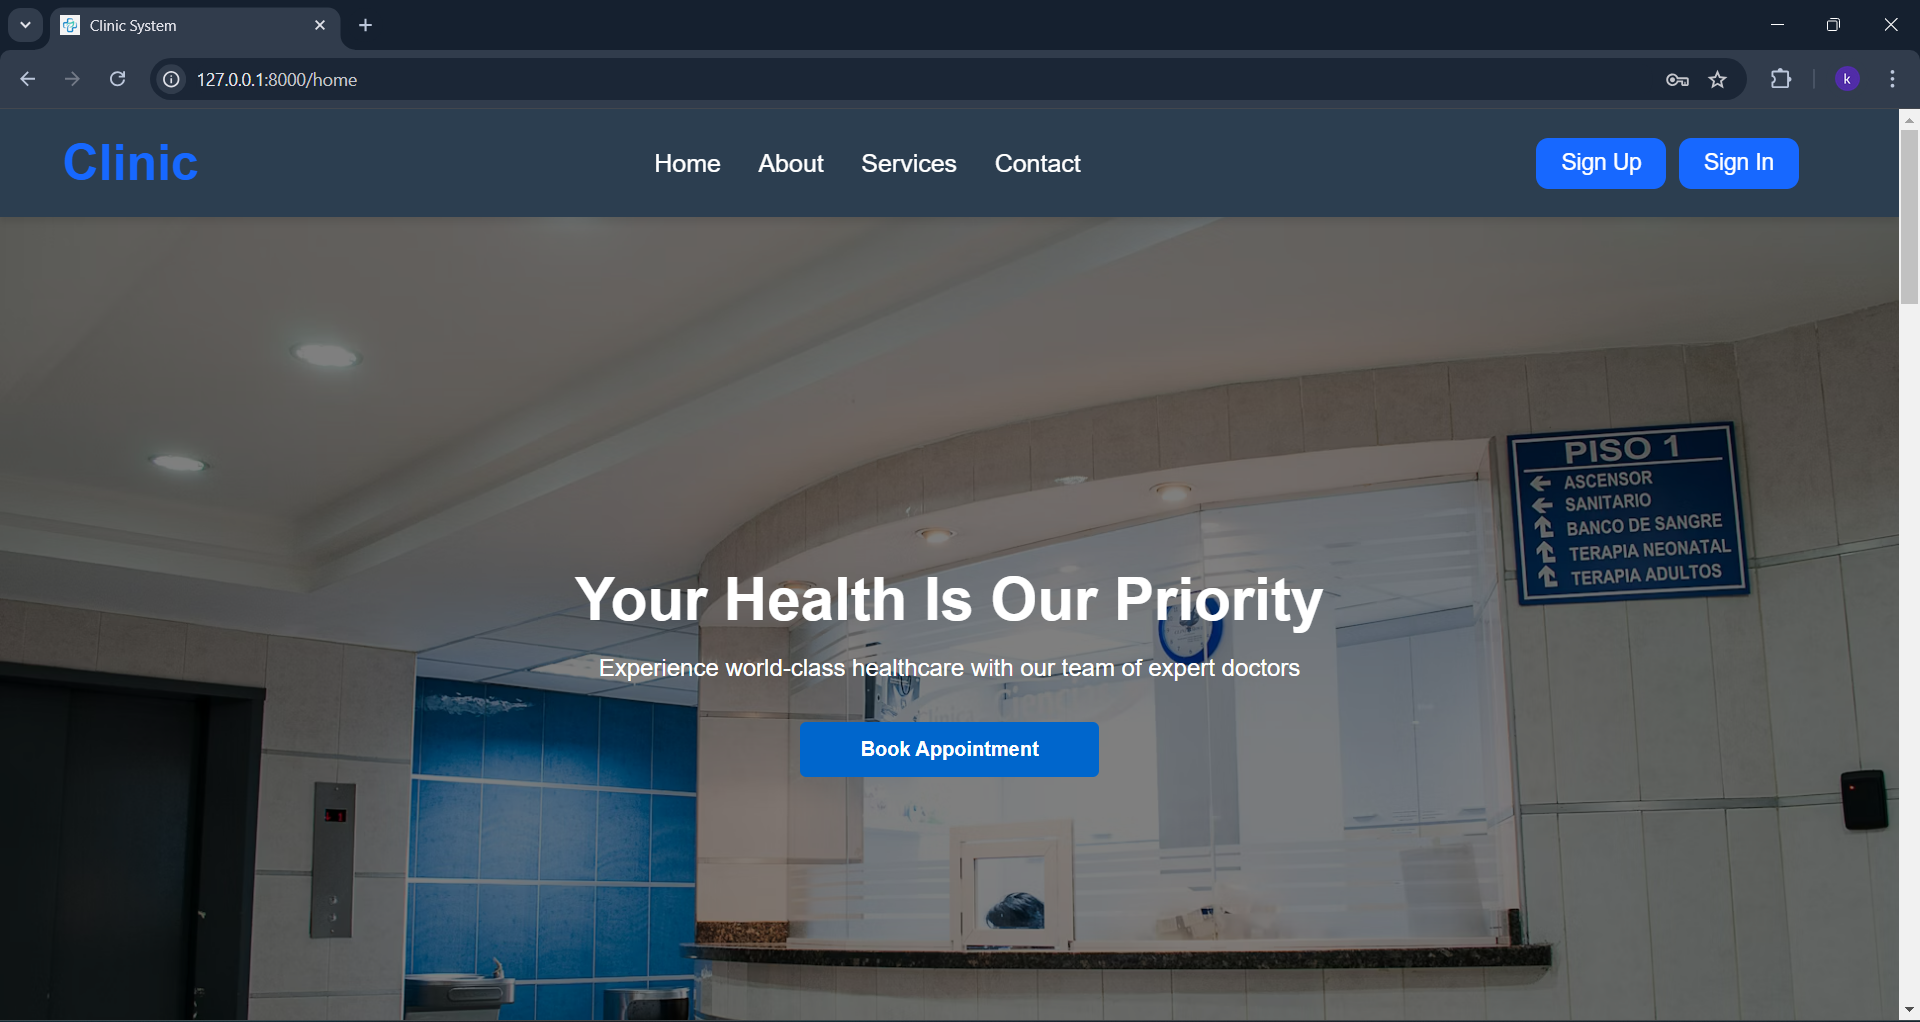 Clinic System
127.0.0.1:8000/home
k
Clinic
Home About Services Contact
Sign Up Sign In
PISO 1
ASCENSOR
SANITARIO
BANCO DE SANGRE
TERAPIA NEONATAL
TERAPIA ADULTOS
Your Health Is Our Priority
Experience world-class healthcare with our team of expert doctors
Book Appointment